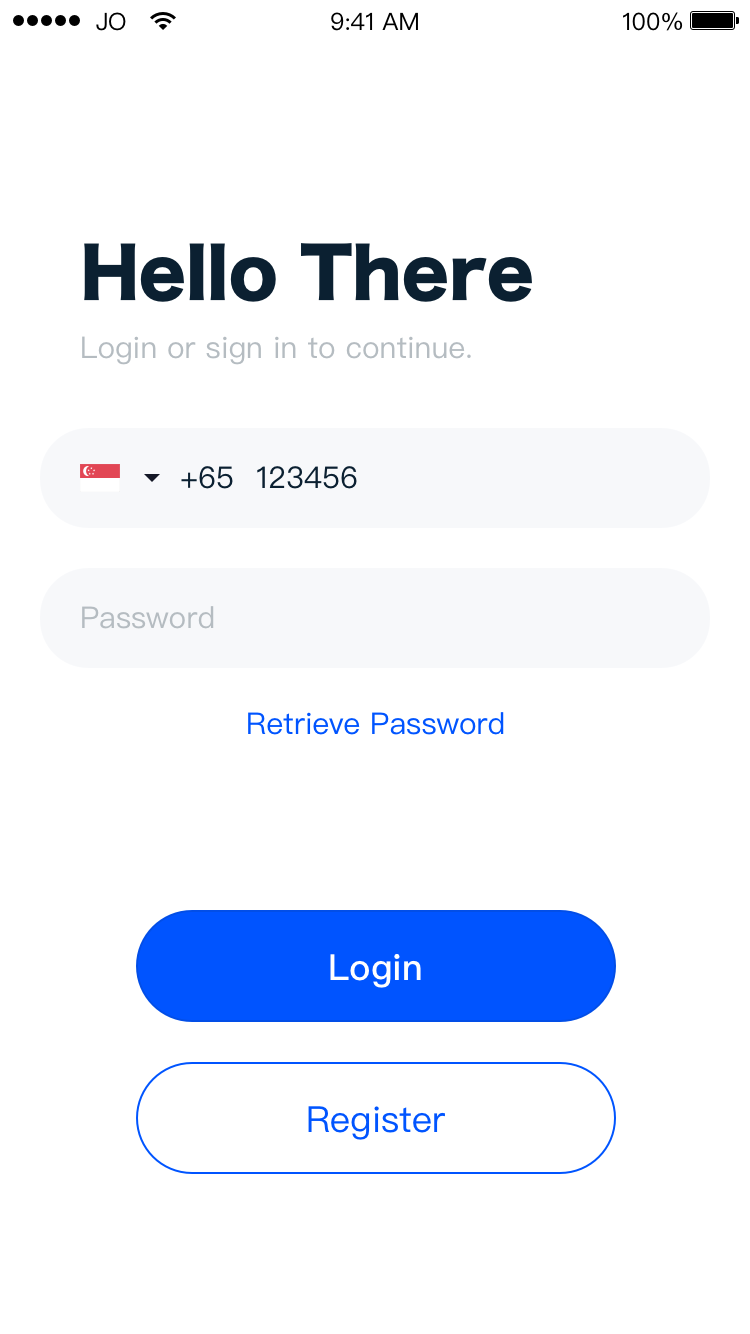 JO 9:41 AM 100%
Hello There
Login or sign in to continue.
+65 123456
Password
Retrieve Password
Login
Register